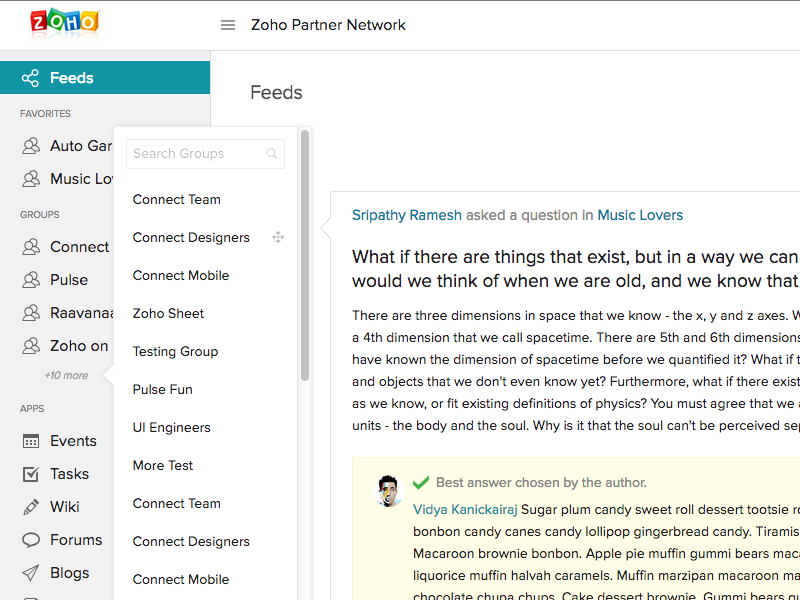 ZOHO
Zoho Partner Network
Feeds
FAVORITES
Auto Gar
Music Lo
GROUPS
Connect
Pulse
Raavana
Zoho on
+10 more
APPS
Events
Tasks
Wiki
Forums
Blogs
Search Groups
Connect Team
Connect Designers
Connect Mobile
Zoho Sheet
Testing Group
Pulse Fun
UI Engineers
More Test
Connect Team
Connect Designers
Connect Mobile
Feeds
Sripathy Ramesh asked a question in Music Lovers
What if there are things that exist, but in a way we can
would we think of when we are old, and we know that
There are three dimensions in space that we know - the x, y and z axes. W
a 4th dimension that we call spacetime. There are 5th and 6th dimensions
have known the dimension of spacetime before we quantified it? What if t
and objects that we don't even know yet? Furthermore, what if there exist
as we know, or fit existing definitions of physics? You must agree that we a
units - the body and the soul. Why is it that the soul can't be perceived sep
Best answer chosen by the author.
Vidya Kanickairaj Sugar plum candy sweet roll dessert tootsie ro
bonbon candy canes candy lollipop gingerbread candy. Tiramis
Macaroon brownie bonbon. Apple pie muffin gummi bears maca
liquorice muffin halvah caramels. Muffin marzipan macaroon ma
chocolate chupa chups. Cake dessert brownie. Gummi bears gu